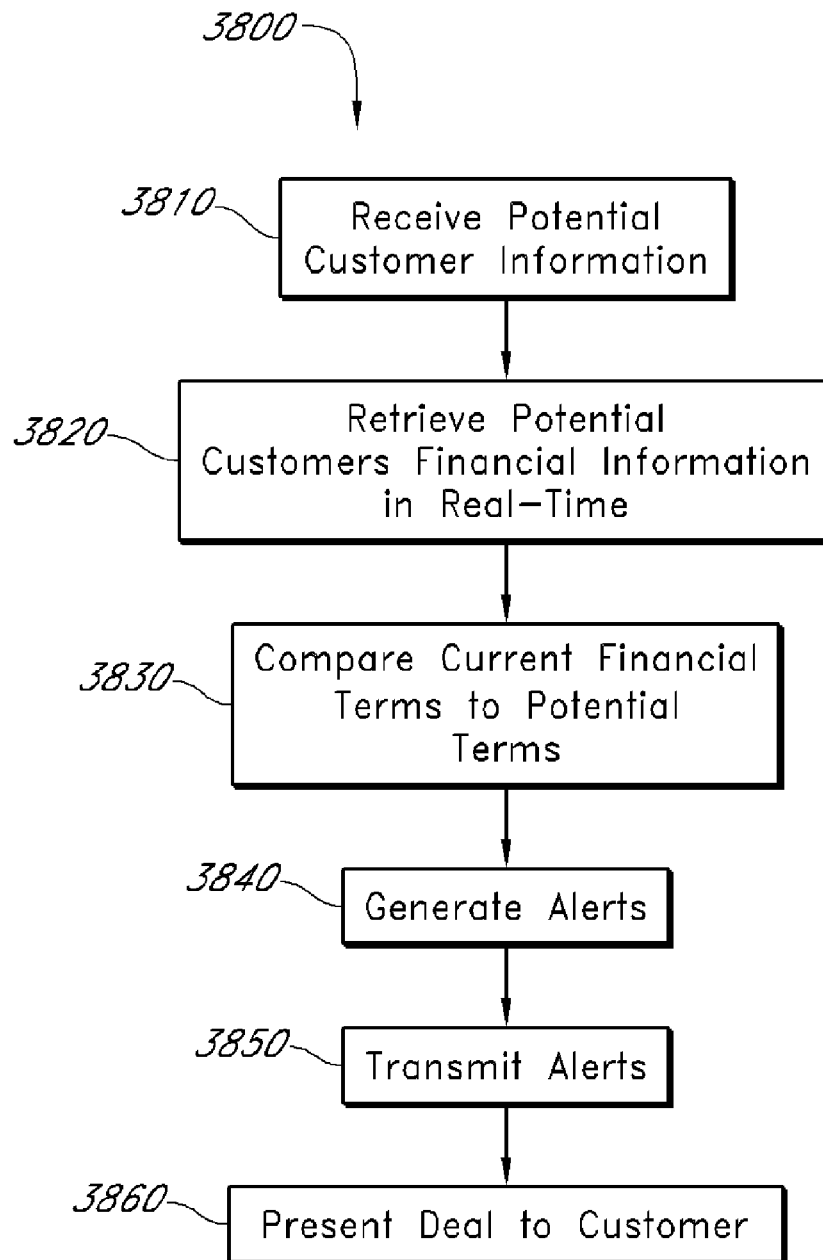 3800
3810
Receive Potential
Customer Information
3820
Retrieve Potential
Customers Financial Information
in Real-Time
3830
Compare Current Financial
Terms to Potential
Terms
3840
Generate Alerts
3850
Transmit Alerts
3860
Present Deal to Customer